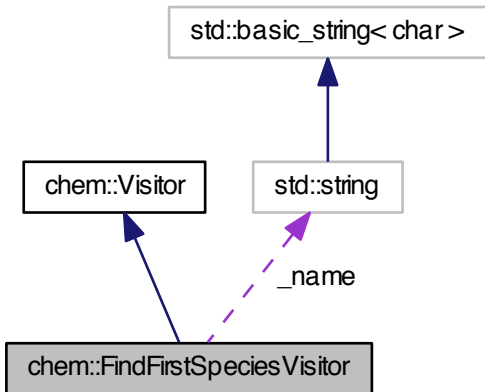 std::basic_string< char >
chem::Visitor
std::string
_name
chem::FindFirstSpeciesVisitor